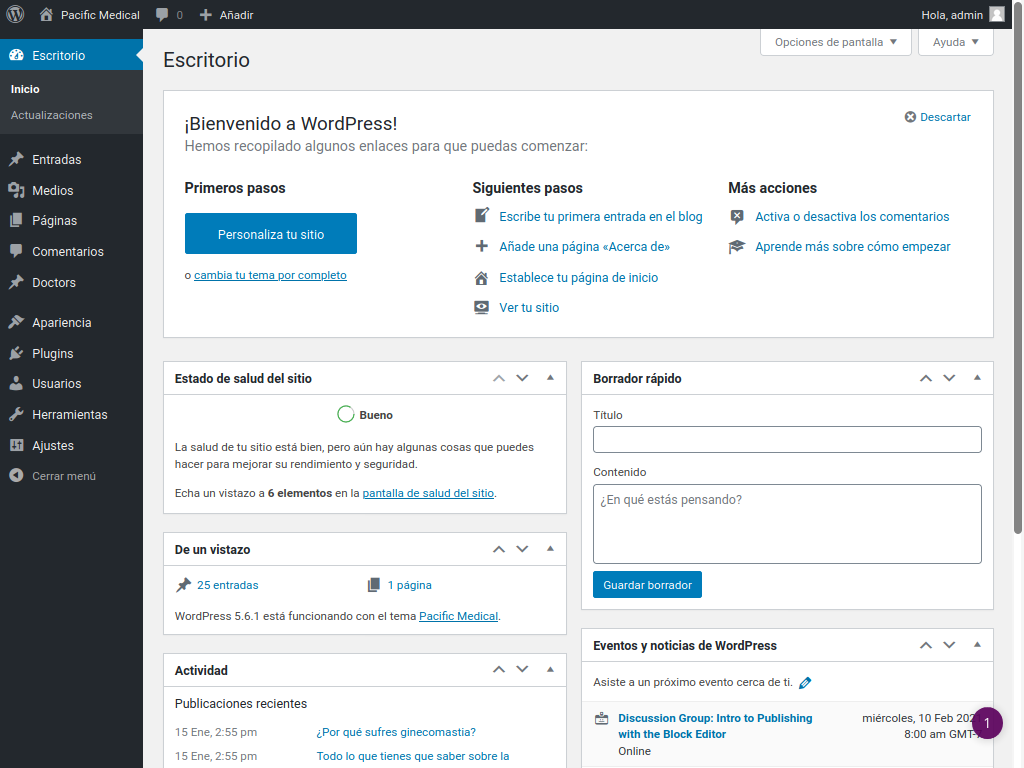 Pacific Medical
0
Añadir
Hola, admin
Escritorio
Inicio
Actualizaciones
Entradas
Medios
Páginas
Comentarios
Doctors
Apariencia
Plugins
Usuarios
Herramientas
Ajustes
Cerrar menú
Opciones de pantalla
Ayuda
Escritorio
¡Bienvenido a WordPress!
Descartar
Hemos recopilado algunos enlaces para que puedas comenzar:
Primeros pasos
Personaliza tu sitio
o cambia tu tema por completo
Siguientes pasos
Escribe tu primera entrada en el blog
Añade una página «Acerca de»
Establece tu página de inicio
Ver tu sitio
Más acciones
Activa o desactiva los comentarios
Aprende más sobre cómo empezar
Estado de salud del sitio
Bueno
La salud de tu sitio está bien, pero aún hay algunas cosas que puedes
hacer para mejorar su rendimiento y seguridad.
Echa un vistazo a 6 elementos en la pantalla de salud del sitio.
De un vistazo
25 entradas
1 página
WordPress 5.6.1 está funcionando con el tema Pacific Medical.
Actividad
Publicaciones recientes
15 Ene, 2:55 pm
¿Por qué sufres ginecomastia?
15 Ene, 2:55 pm
Todo lo que tienes que saber sobre la
Borrador rápido
Título
Contenido
¿En qué estás pensando?
Guardar borrador
Eventos y noticias de WordPress
Asiste a un próximo evento cerca de ti.
Discussion Group: Intro to Publishing
with the Block Editor
Online
miércoles, 10 Feb
8:00 am
1